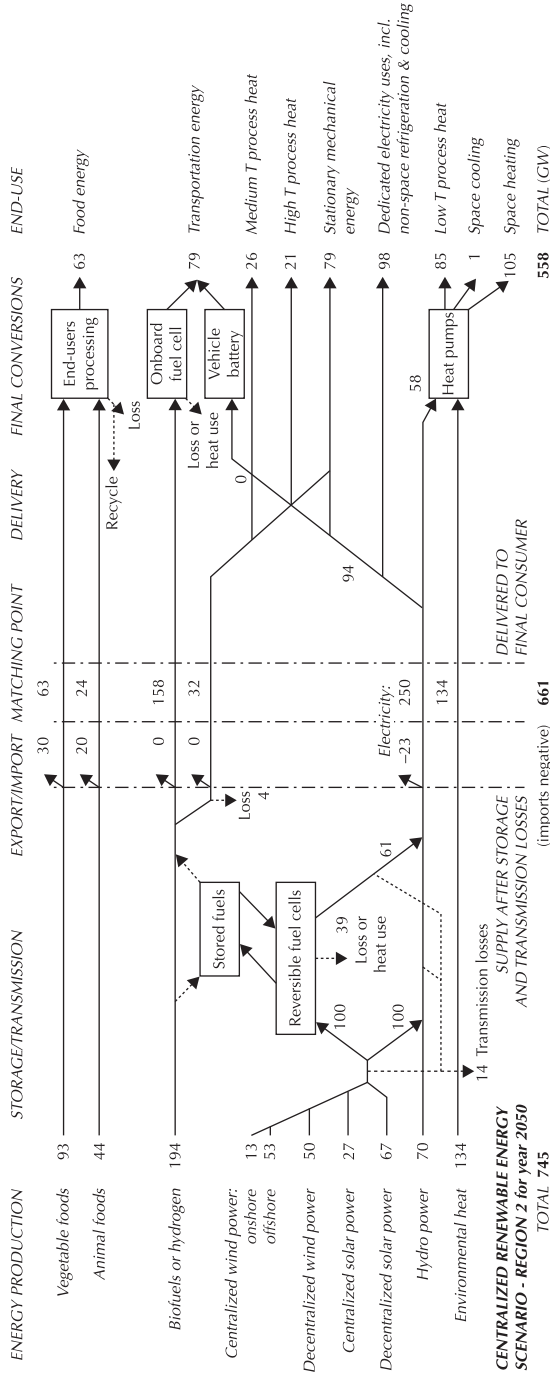 ENERGY PRODUCTION
STORAGE/TRANSMISSION
EXPORT/IMPORT
MATCHING POINT
DELIVERY
FINAL CONVERSIONS
END-USE
Vegetable foods 93
30
63
End-users
processing
63 Food energy
Animal foods 44
20
24
Recycle
Loss
Biofuels or hydrogen 194
0
158
Onboard
fuel cell
79 Transportation energy
Loss or
heat use
Vehicle
battery
Stored fuels
Loss
4
0
32
0
Centralized wind power:
onshore 13
offshore 53
Decentralized wind power 50
Centralized solar power 27
Decentralized solar power 67
100
100
Reversible fuel cells
39
Loss or
heat use
61
94
26 Medium T process heat
21 High T process heat
79 Stationary mechanical
energy
98 Dedicated electricity uses, incl.
non-space refrigeration & cooling
Hydro power 70
Electricity:
−23
250
58
Heat pumps
85 Low T process heat
1 Space cooling
105 Space heating
Environmental heat 134
134
14 Transmission losses
CENTRALIZED RENEWABLE ENERGY
SCENARIO - REGION 2 for year 2050
SUPPLY AFTER STORAGE
AND TRANSMISSION LOSSES
DELIVERED TO
FINAL CONSUMER
TOTAL 745
(imports negative)
661
558 TOTAL (GW)